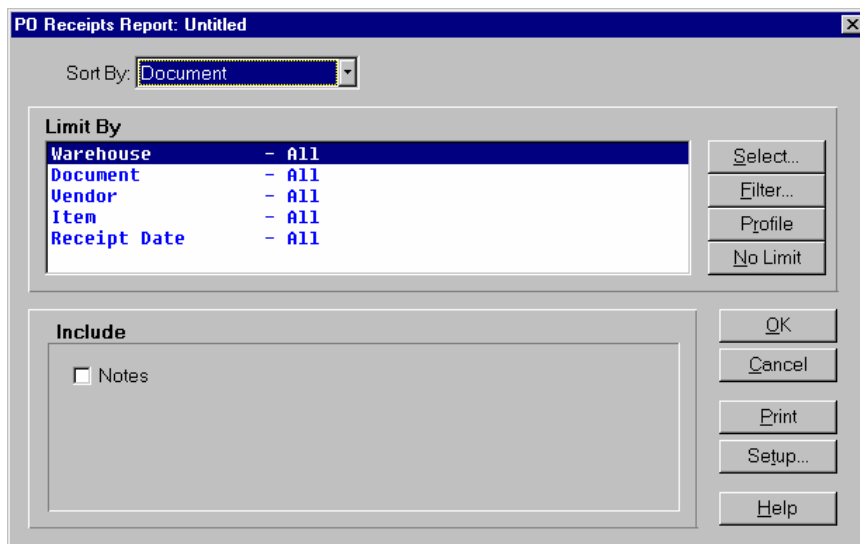 PO Receipts Report: Untitled
Sort By: Document
Limit By
Warehouse - All
Document - All
Vendor - All
Item - All
Receipt Date - All
Select...
Filter...
Profile
No Limit
Include
Notes
OK
Cancel
Print
Setup...
Help